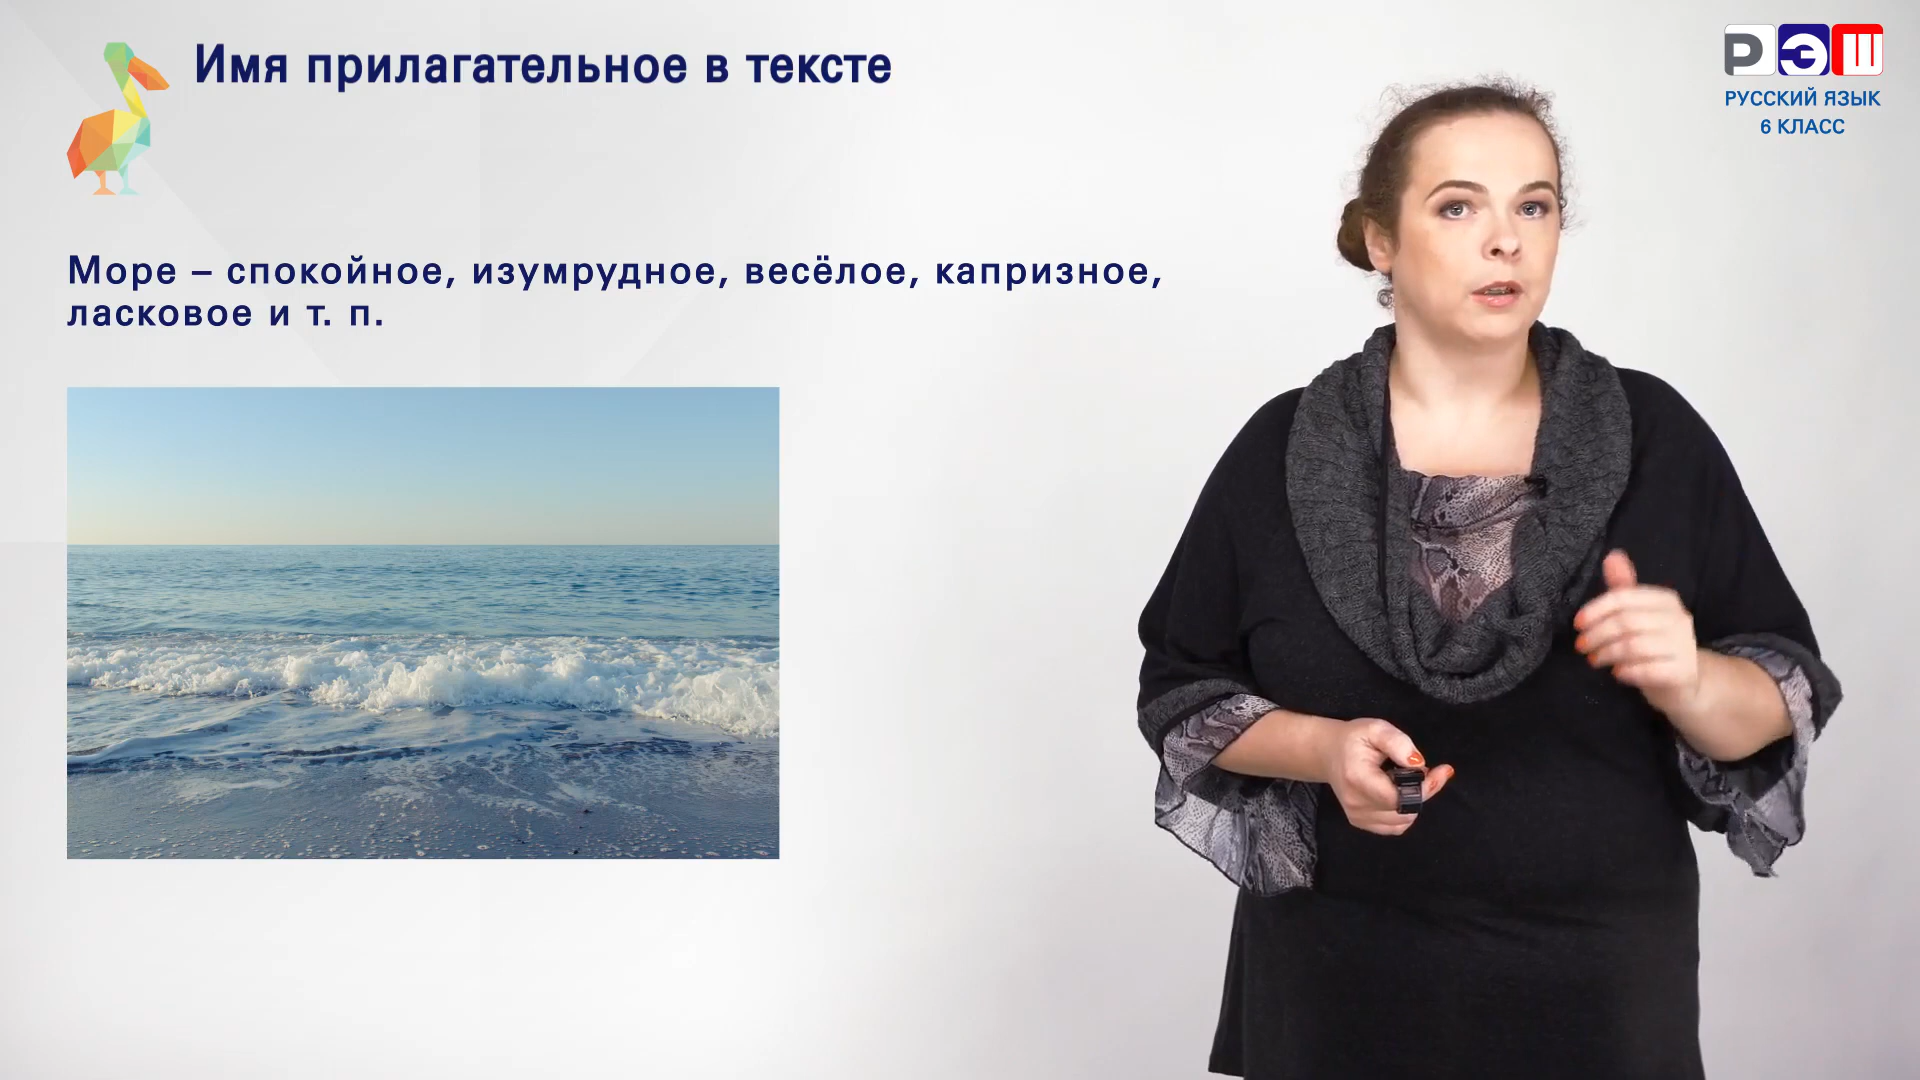 Имя прилагательное в тексте
РЭШ
РУССКИЙ ЯЗЫК
6 КЛАСС
Море – спокойное, изумрудное, весёлое, капризное,
ласковое и т. п.